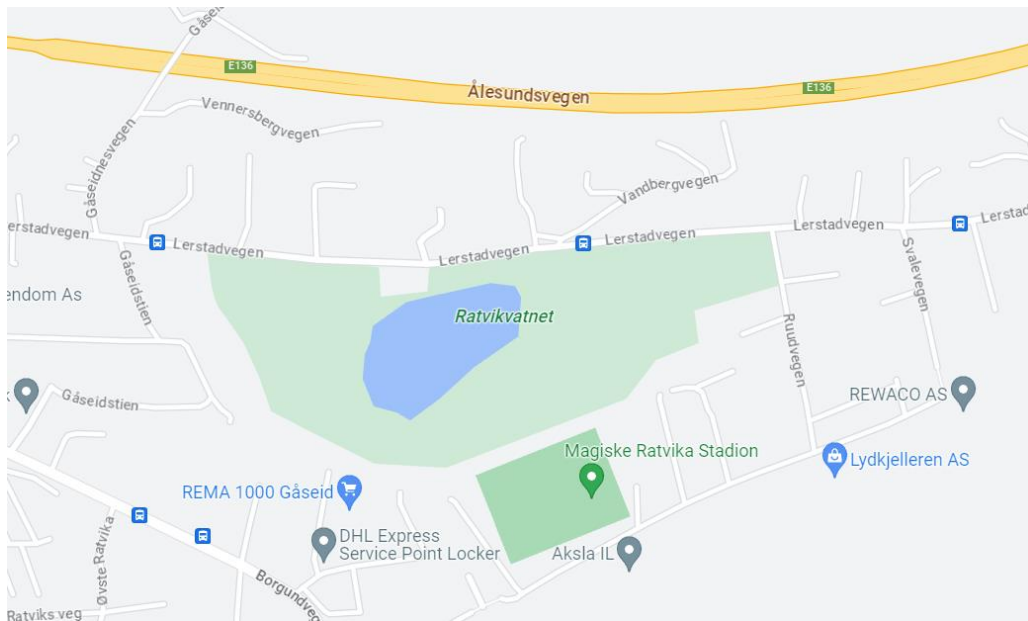 Gåsei
E136
E136
Ålesundsvegen
Vennersbergvegen
Gåseidnesvegen
Vandbergvegen
erstadvegen
Lerstadvegen
Lerstadvegen
Lerstadvegen
Lerstadvegen
Lerstad
Gåseidstien
Svalevegen
endom As
Ratvikvatnet
Ruudvegen
k
Gåseidstien
REWACO AS
Magiske Ratvika Stadion
Lydkjelleren AS
REMA 1000 Gåseid
DHL Express
Service Point Locker
Aksla IL
Øvste Ratvika
Borgundveg
Ratviks veg